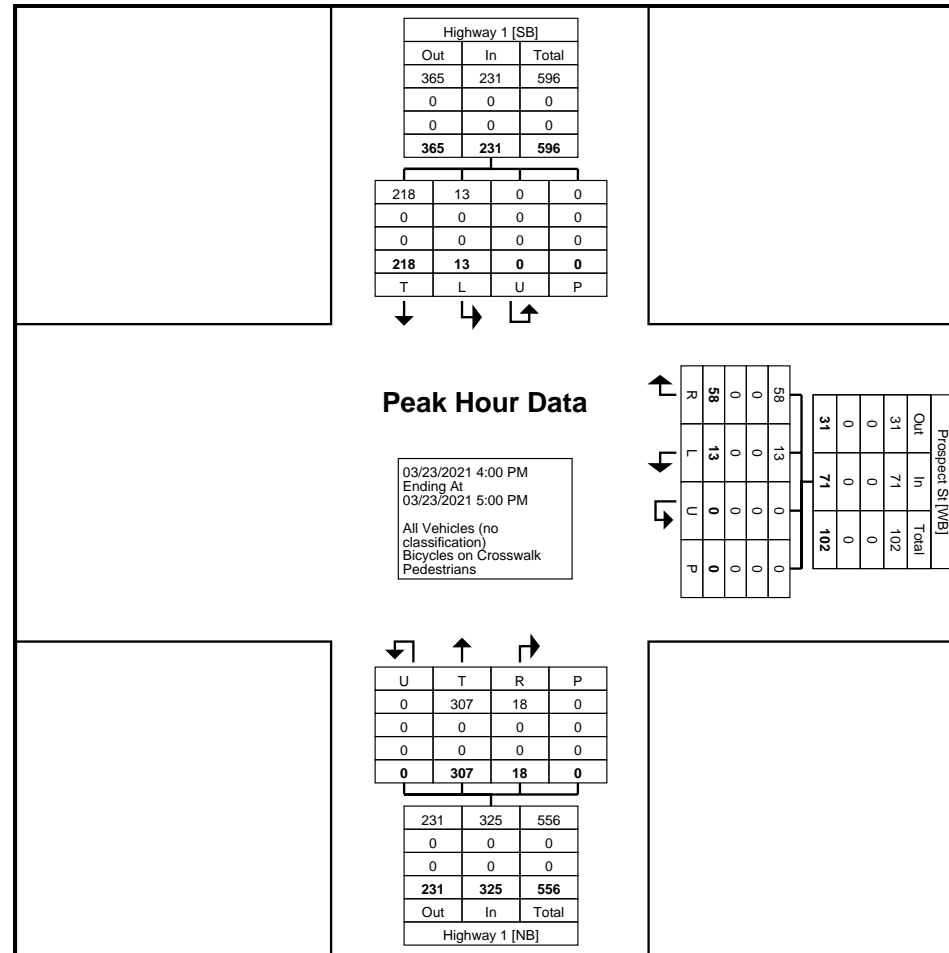 Highway 1 [SB]
Out In Total
365 231 596
0 0 0
0 0 0
365 231 596
218 13 0 0
0 0 0 0
0 0 0 0
218 13 0 0
T L U P
Peak Hour Data
03/23/2021 4:00 PM
Ending At
03/23/2021 5:00 PM
All Vehicles (no
classification)
Bicycles on Crosswalk
Pedestrians
Prospect St [WB]
Out In Total
31 71 102
0 0 0
0 0 0
31 71 102
58 13 0 0
0 0 0 0
0 0 0 0
58 13 0 0
R L U P
U T R P
0 307 18 0
0 0 0 0
0 0 0 0
0 307 18 0
231 325 556
0 0 0
0 0 0
231 325 556
Out In Total
Highway 1 [NB]